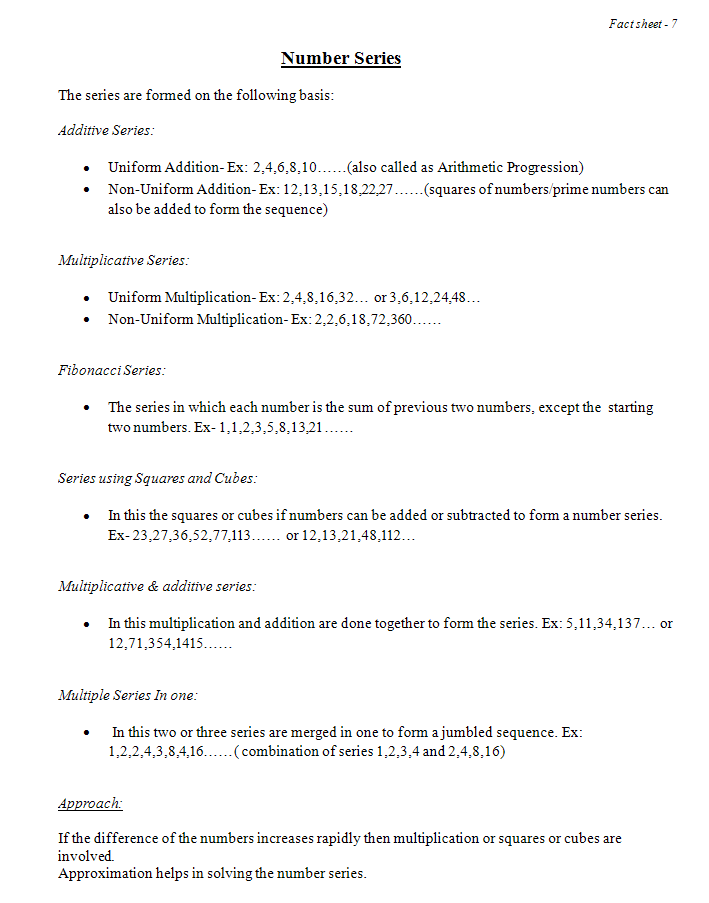 Fact sheet - 7
Number Series
The series are formed on the following basis:
Additive Series:
• Uniform Addition- Ex: 2,4,6,8,10……(also called as Arithmetic Progression)
• Non-Uniform Addition- Ex: 12,13,15,18,22,27……(squares of numbers/prime numbers can
also be added to form the sequence)
Multiplicative Series:
• Uniform Multiplication- Ex: 2,4,8,16,32… or 3,6,12,24,48…
• Non-Uniform Multiplication- Ex: 2,2,6,18,72,360……
Fibonacci Series:
• The series in which each number is the sum of previous two numbers, except the starting
two numbers. Ex- 1,1,2,3,5,8,13,21……
Series using Squares and Cubes:
• In this the squares or cubes if numbers can be added or subtracted to form a number series.
Ex- 23,27,36,52,77,113…… or 12,13,21,48,112…
Multiplicative & additive series:
• In this multiplication and addition are done together to form the series. Ex: 5,11,34,137… or
12,71,354,1415……
Multiple Series In one:
• In this two or three series are merged in one to form a jumbled sequence. Ex:
1,2,2,4,3,8,4,16……( combination of series 1,2,3,4 and 2,4,8,16)
Approach:
If the difference of the numbers increases rapidly then multiplication or squares or cubes are
involved.
Approximation helps in solving the number series.